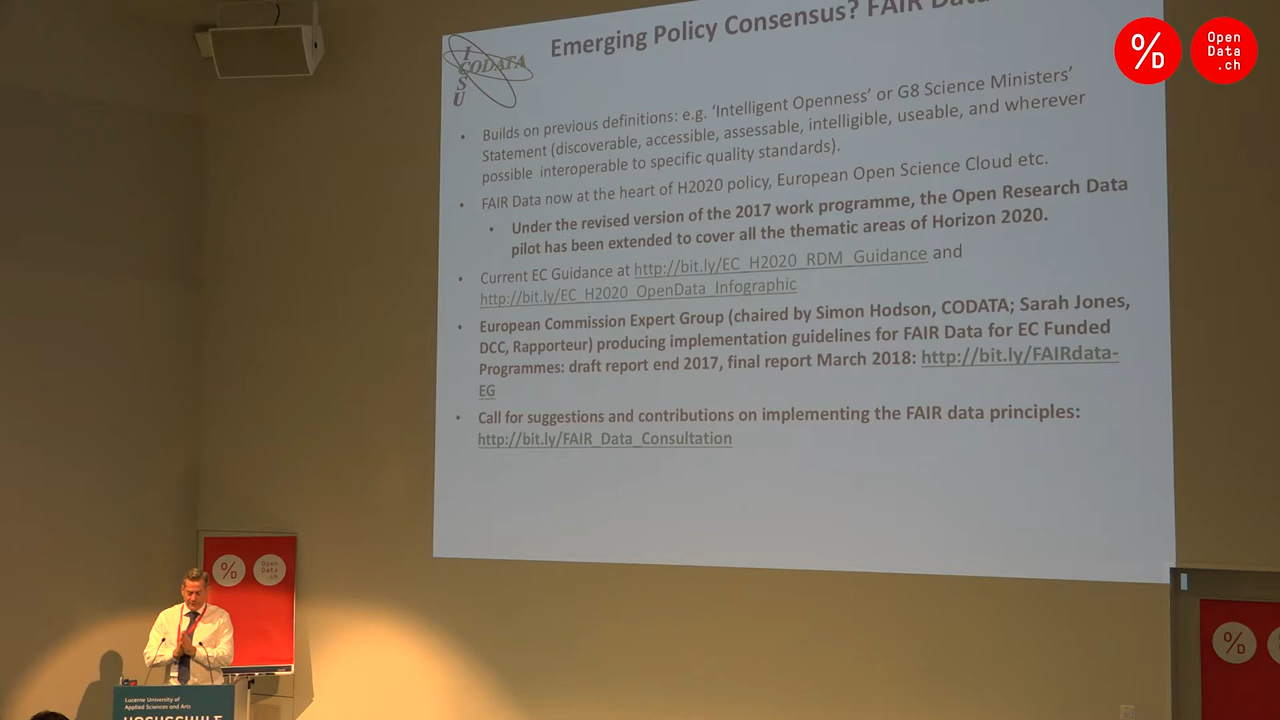 Emerging Policy Consensus? FAIR Data
I
CODATA
S
U
%
D
Open
Data
.ch
• Builds on previous definitions: e.g. ‘Intelligent Openness’ or G8 Science Ministers’
Statement (discoverable, accessible, assessable, intelligible, useable, and wherever
possible interoperable to specific quality standards).
• FAIR Data now at the heart of H2020 policy, European Open Science Cloud etc.
• Under the revised version of the 2017 work programme, the Open Research Data
pilot has been extended to cover all the thematic areas of Horizon 2020.
• Current EC Guidance at http://bit.ly/EC_H2020_RDM_Guidance and
http://bit.ly/EC_H2020_OpenData_Infographic
• European Commission Expert Group (chaired by Simon Hodson, CODATA; Sarah Jones,
DCC, Rapporteur) producing implementation guidelines for FAIR Data for EC Funded
Programmes: draft report end 2017, final report March 2018: http://bit.ly/FAIRdata-
EG
• Call for suggestions and contributions on implementing the FAIR data principles:
http://bit.ly/FAIR_Data_Consultation
%
D
Open
Data
.ch
%
D
Lucerne University of
Applied Sciences and Arts
HOCHSCHULE